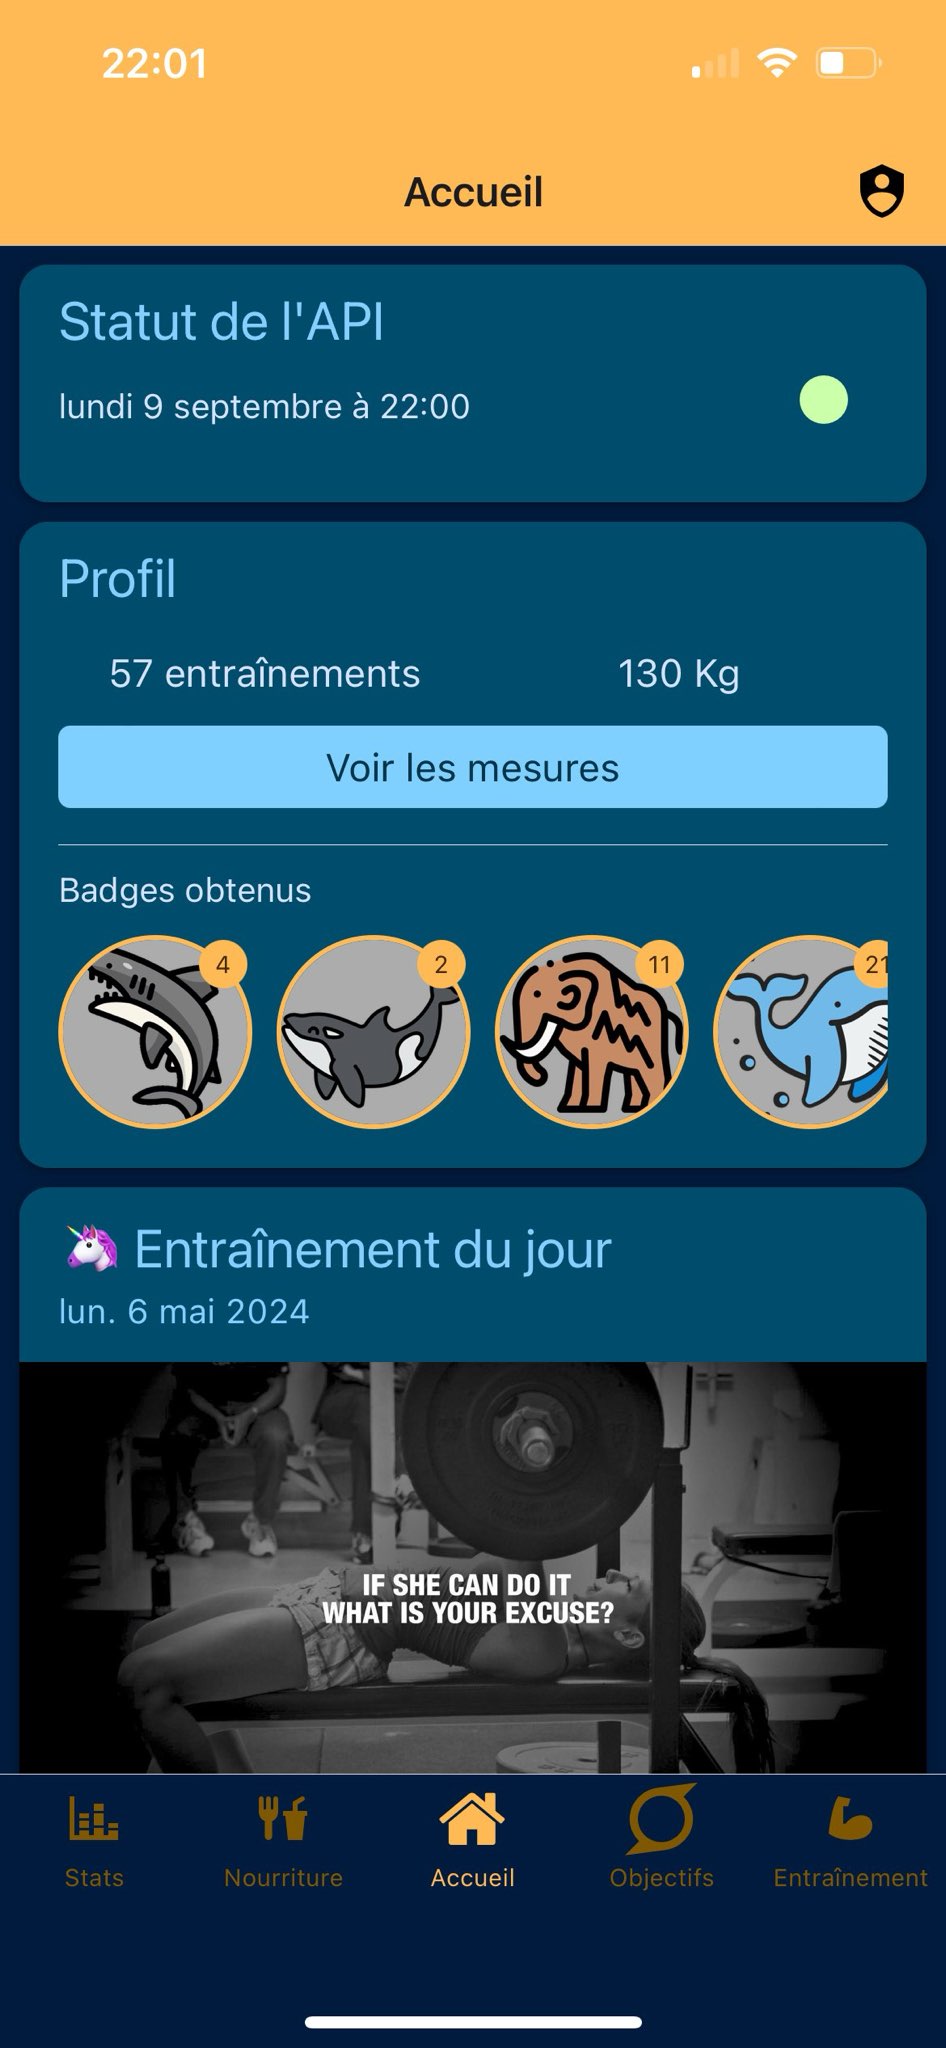 22:01
Accueil
Statut de l'API
lundi 9 septembre à 22:00
Profil
57 entraînements 130 Kg
Voir les mesures
Badges obtenus
4 2 11 21
🦄 Entraînement du jour
lun. 6 mai 2024
IF SHE CAN DO IT
WHAT IS YOUR EXCUSE?
Stats Nourriture Accueil Objectifs Entraînement